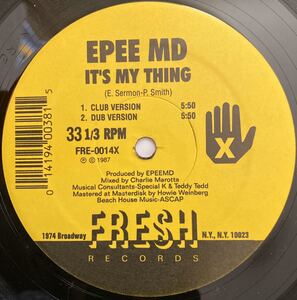 EPEE MD
IT'S MY THING
(E. Sermon-P. Smith)
1. CLUB VERSION 5:50
2. DUB VERSION 5:50
33 1/3 RPM
FRE-0014X
Ⓟ © 1987
X
0 14194 00381 5
Produced by EPEEMD
Mixed by Charlie Marotta
Musical Consultants-Special K & Teddy Tedd
Mastered at Masterdisk by Howie Weinberg
Beach House Music-ASCAP
1974 Broadway
FRESH
N.Y., N.Y. 10023
RECORDS